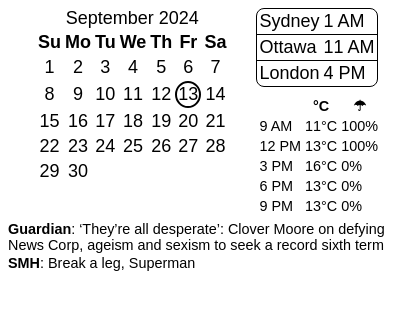 September 2024
Su Mo Tu We Th Fr Sa
1 2 3 4 5 6 7
8 9 10 11 12 13 14
15 16 17 18 19 20 21
22 23 24 25 26 27 28
29 30
Sydney 1 AM
Ottawa 11 AM
London 4 PM
°C ☂
9 AM 11°C 100%
12 PM 13°C 100%
3 PM 16°C 0%
6 PM 13°C 0%
9 PM 13°C 0%
Guardian: ‘They’re all desperate’: Clover Moore on defying
News Corp, ageism and sexism to seek a record sixth term
SMH: Break a leg, Superman